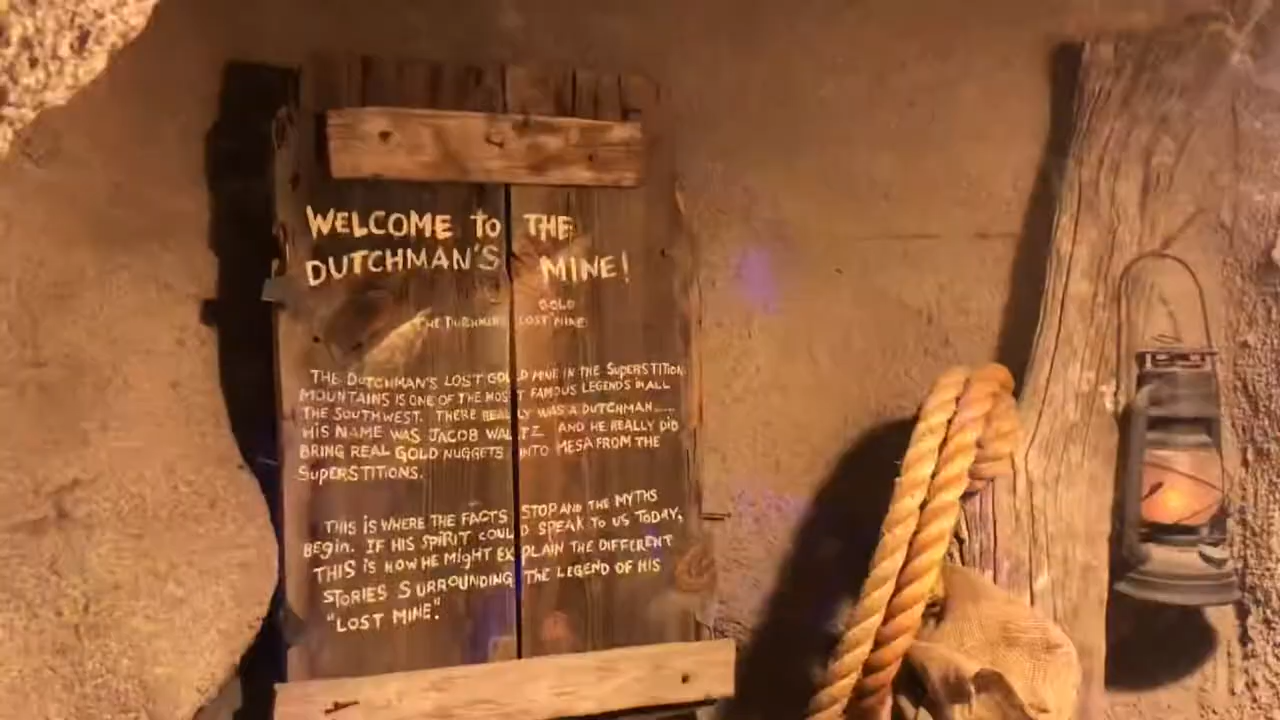 WELCOME TO THE
DUTCHMAN'S MINE!
GOLD
THE DUTCHMAN'S LOST MINE
THE DUTCHMAN'S LOST GOLD MINE IN THE SUPERSTITION
MOUNTAINS IS ONE OF THE MOST FAMOUS LEGENDS IN ALL
THE SOUTHWEST. THERE REALLY WAS A DUTCHMAN.....
HIS NAME WAS JACOB WALTZ AND HE REALLY DID
BRING REAL GOLD NUGGETS INTO MESA FROM THE
SUPERSTITIONS.
THIS IS WHERE THE FACTS STOP AND THE MYTHS
BEGIN. IF HIS SPIRIT COULD SPEAK TO US TODAY,
THIS IS HOW HE MIGHT EXPLAIN THE DIFFERENT
STORIES SURROUNDING THE LEGEND OF HIS
"LOST MINE."